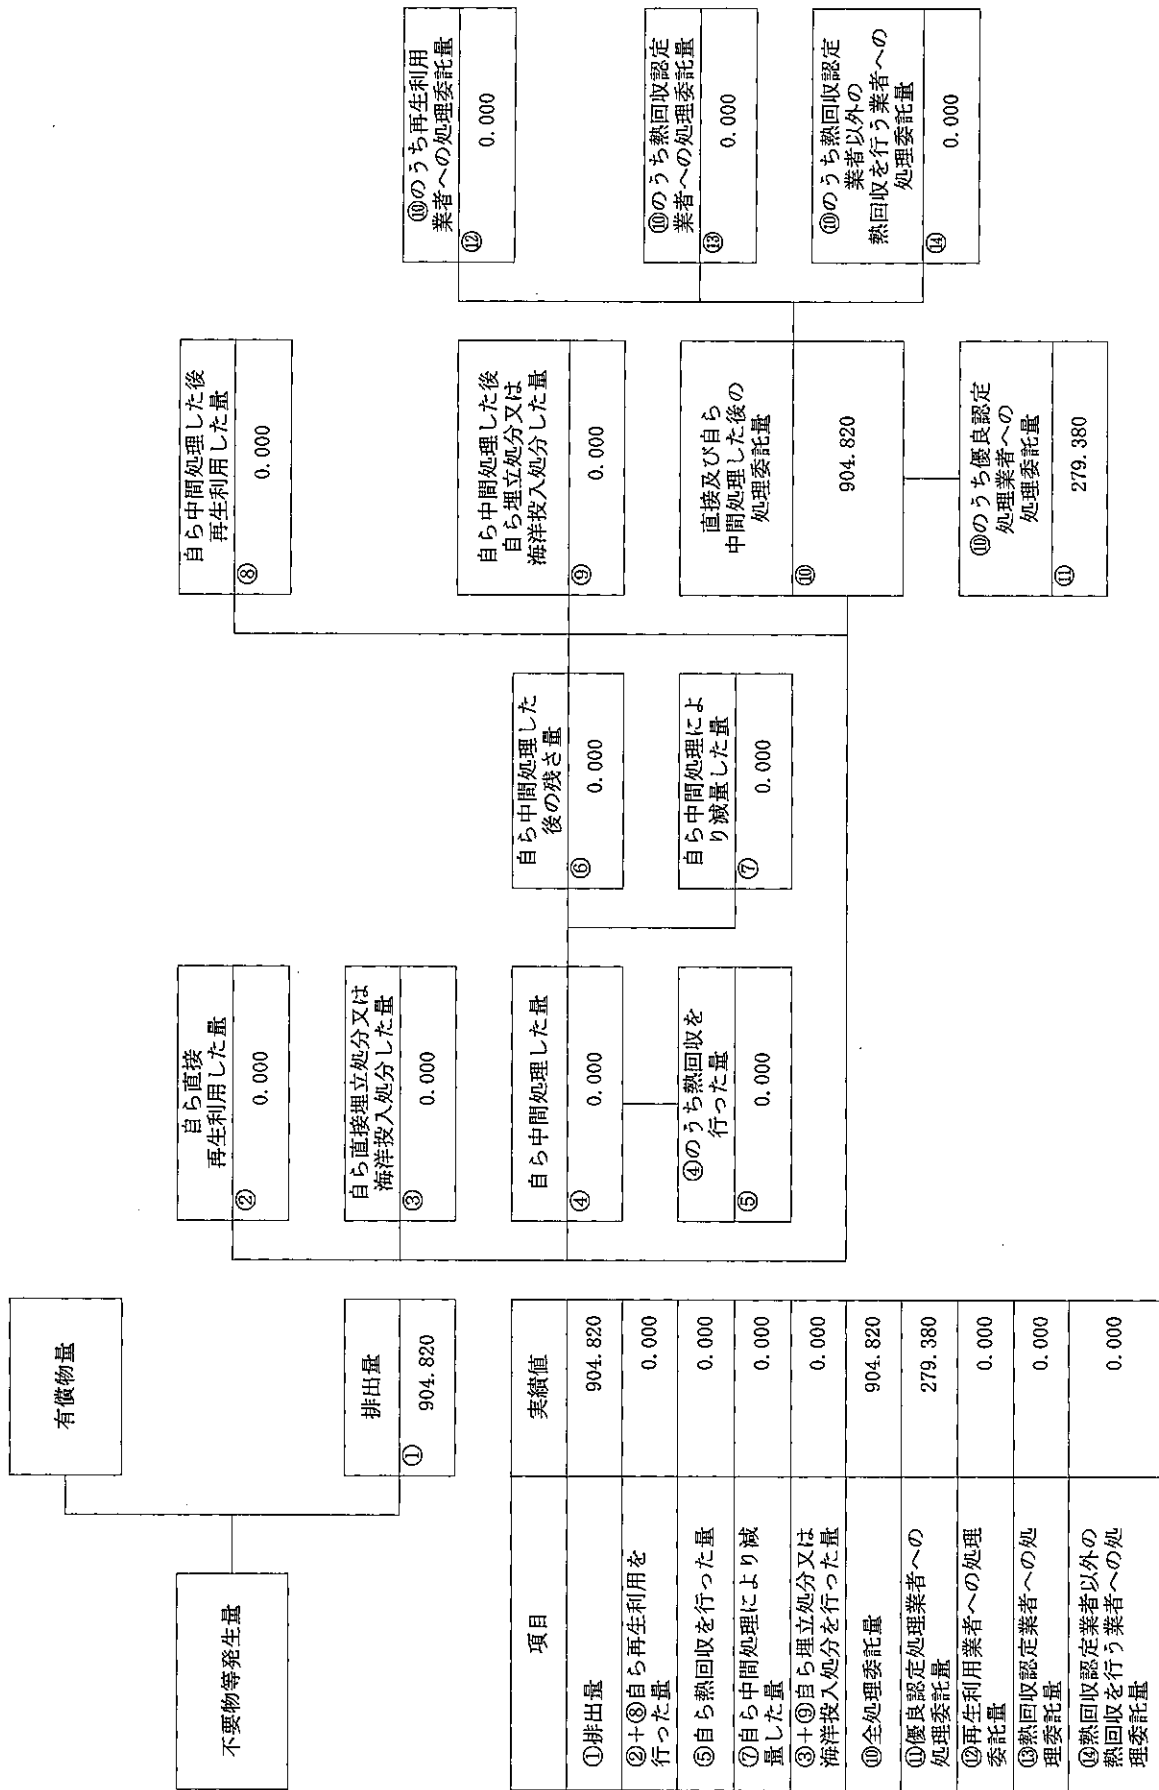 不要物等発生量
有償物量
排出量
①
904.820
自ら直接
再生利用した量
②
0.000
自ら直接埋立処分又は
海洋投入処分した量
③
0.000
自ら中間処理した量
④
0.000
④のうち熱回収を
行った量
⑤
0.000
自ら中間処理した
後の残さ量
⑥
0.000
自ら中間処理によ
り減量した量
⑦
0.000
自ら中間処理した後
再生利用した量
⑧
0.000
自ら中間処理した後
自ら埋立処分又は
海洋投入処分した量
⑨
0.000
直接及び自ら
中間処理した後の
処理委託量
⑩
904.820
⑩のうち優良認定
処理業者への
処理委託量
⑪
279.380
⑩のうち再生利用
業者への処理委託量
⑫
0.000
⑩のうち熱回収認定
業者への処理委託量
⑬
0.000
⑩のうち熱回収認定
業者以外の
熱回収を行う業者への
処理委託量
⑭
0.000
項目 実績値
①排出量 904.820
②+⑧自ら再生利用を
行った量 0.000
⑤自ら熱回収を行った量 0.000
⑦自ら中間処理により減
量した量 0.000
③+⑨自ら埋立処分又は
海洋投入処分を行った量 0.000
⑩全処理委託量 904.820
⑪優良認定処理業者への
処理委託量 279.380
⑫再生利用業者への処理
委託量 0.000
⑬熱回収認定業者への処
理委託量 0.000
⑭熱回収認定業者以外の
熱回収を行う業者への処
理委託量 0.000